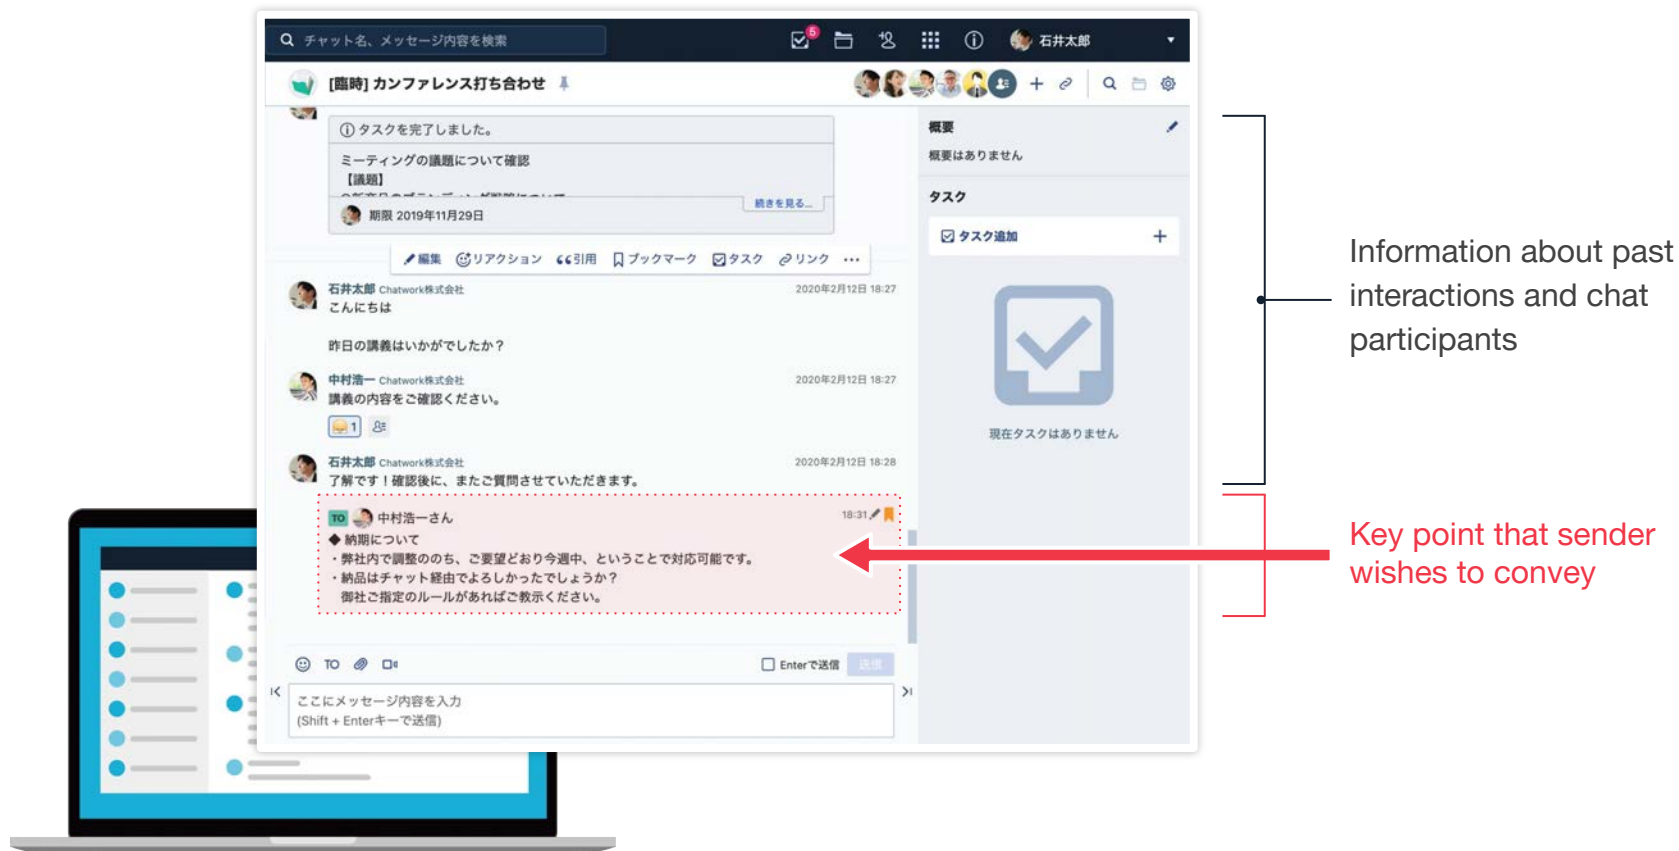 チャット名、メッセージ内容を検索
5
石井太郎
[臨時] カンファレンス打ち合わせ
タスクを完了しました。
ミーティングの議題について確認
【議題】
続きを見る...
期限 2019年11月29日
編集 リアクション 引用 ブックマーク タスク リンク
石井太郎 Chatwork株式会社 2020年2月12日 18:27
こんにちは
昨日の講義はいかがでしたか？
中村浩一 Chatwork株式会社 2020年2月12日 18:27
講義の内容をご確認ください。
1
石井太郎 Chatwork株式会社 2020年2月12日 18:28
了解です！確認後に、またご質問させていただきます。
TO 中村浩一さん 18:31
◆ 納期について
・弊社内で調整ののち、ご要望どおり今週中、ということで対応可能です。
・納品はチャット経由でよろしかったでしょうか？
御社ご指定のルールがあればご教示ください。
TO
Enterで送信 送信
ここにメッセージ内容を入力
(Shift + Enterキーで送信)
概要
概要はありません
タスク
タスク追加
現在タスクはありません
Information about past
interactions and chat
participants
Key point that sender
wishes to convey